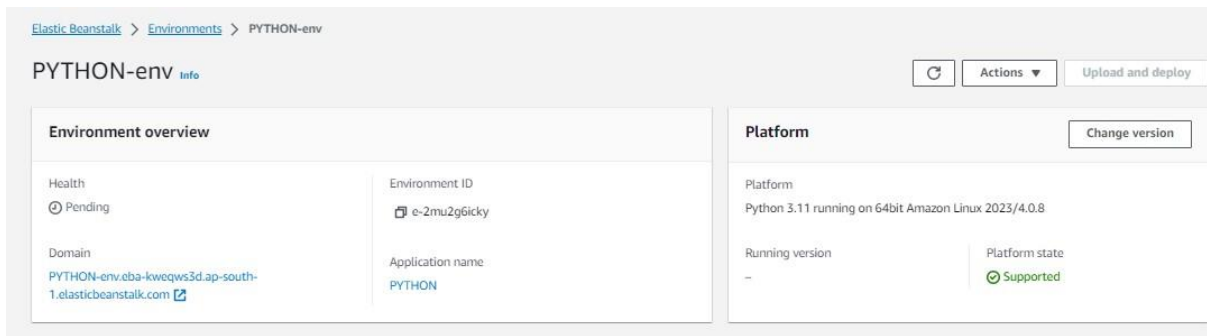 Elastic Beanstalk > Environments > PYTHON-env
PYTHON-env Info
Actions ▼
Upload and deploy
Environment overview
Health
Pending
Environment ID
e-2mu2g6icky
Domain
PYTHON-env.eba-kweqws3d.ap-south-
1.elasticbeanstalk.com
Application name
PYTHON
Platform
Change version
Platform
Python 3.11 running on 64bit Amazon Linux 2023/4.0.8
Running version
–
Platform state
Supported